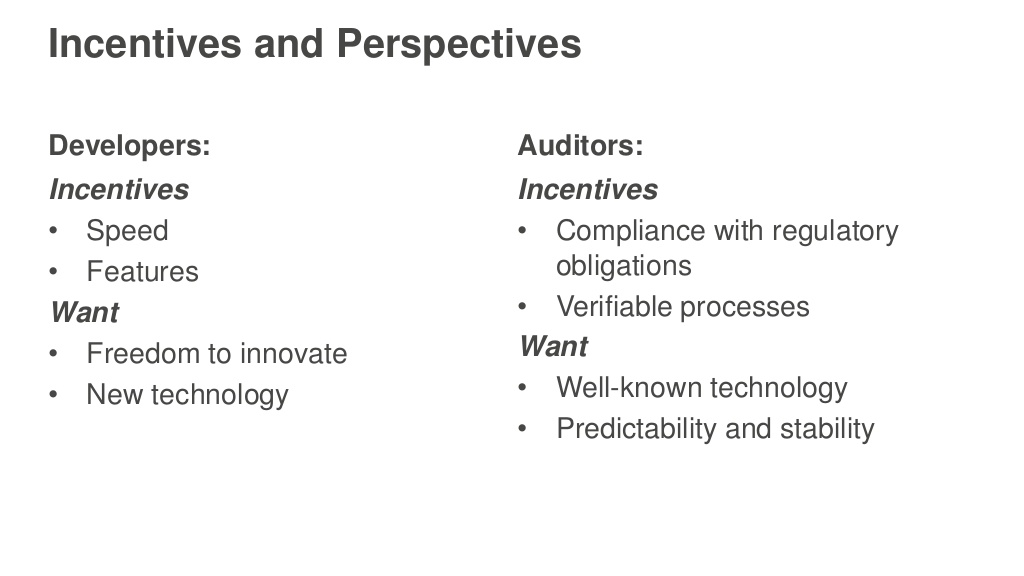 Incentives and Perspectives
Developers:
Incentives
• Speed
• Features
Want
• Freedom to innovate
• New technology
Auditors:
Incentives
• Compliance with regulatory
obligations
• Verifiable processes
Want
• Well-known technology
• Predictability and stability